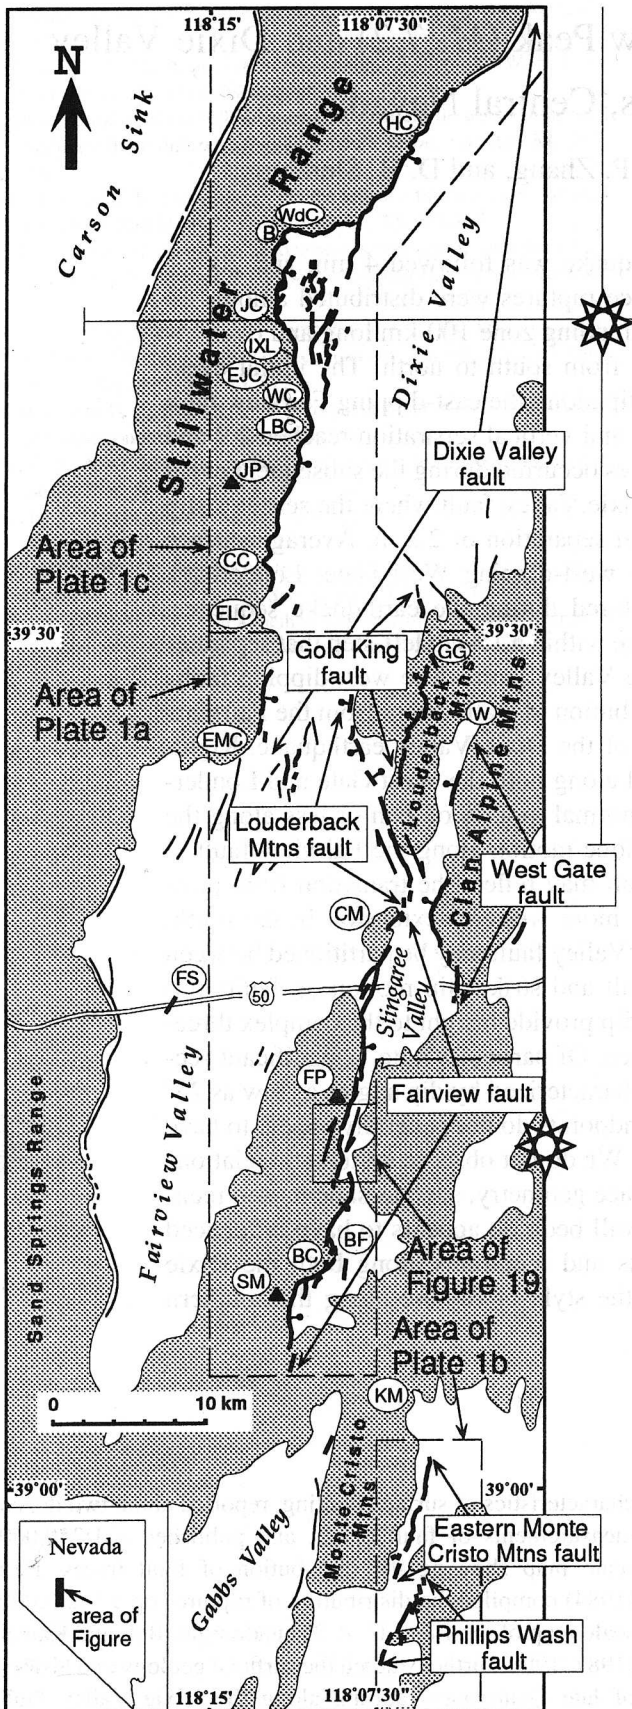 118°15'
118°07'30"
N
Carson Sink
Stillwater Range
HC
WdC
B
Dixie Valley
JC
IXL
EJC
WC
LBC
JP
Dixie Valley
fault
Area of
Plate 1c
CC
ELC
39°30'
39°30'
Gold King
fault
GG
Louderback
Mtns
Area of
Plate 1a
W
EMC
Clan Alpine Mtns
Louderback
Mtns fault
West Gate
fault
CM
FS
50
Stingaree
Valley
FP
Fairview fault
Sand Springs Range
Fairview Valley
BF
BC
SM
Area of
Figure 19
Area of
Plate 1b
0
10 km
KM
Monte Cristo
Mtns
39°00'
39°00'
Nevada
area of
Figure
Gabbs Valley
Eastern Monte
Cristo Mtns fault
Phillips Wash
fault
118°15'
118°07'30"